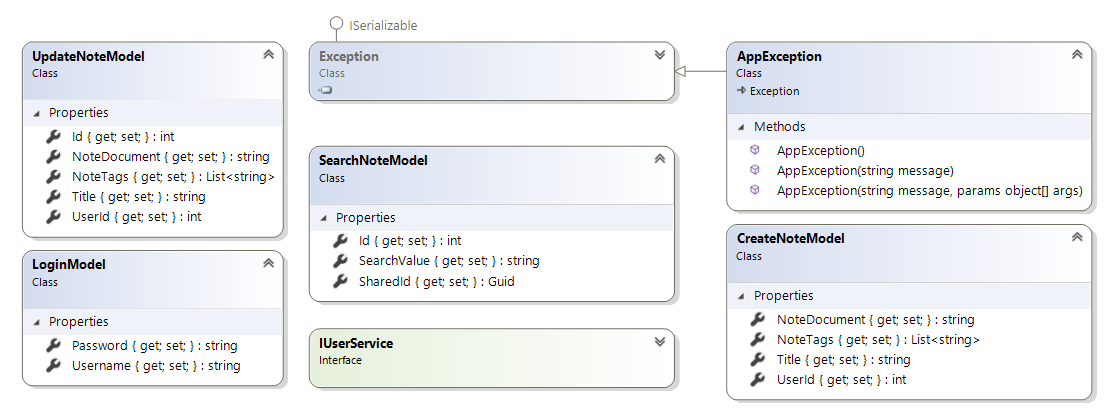 ISerializable
UpdateNoteModel
Class
Properties
Id { get; set; } : int
NoteDocument { get; set; } : string
NoteTags { get; set; } : List<string>
Title { get; set; } : string
UserId { get; set; } : int
LoginModel
Class
Properties
Password { get; set; } : string
Username { get; set; } : string
Exception
Class
SearchNoteModel
Class
Properties
Id { get; set; } : int
SearchValue { get; set; } : string
SharedId { get; set; } : Guid
IUserService
Interface
AppException
Class
Exception
Methods
AppException()
AppException(string message)
AppException(string message, params object[] args)
CreateNoteModel
Class
Properties
NoteDocument { get; set; } : string
NoteTags { get; set; } : List<string>
Title { get; set; } : string
UserId { get; set; } : int